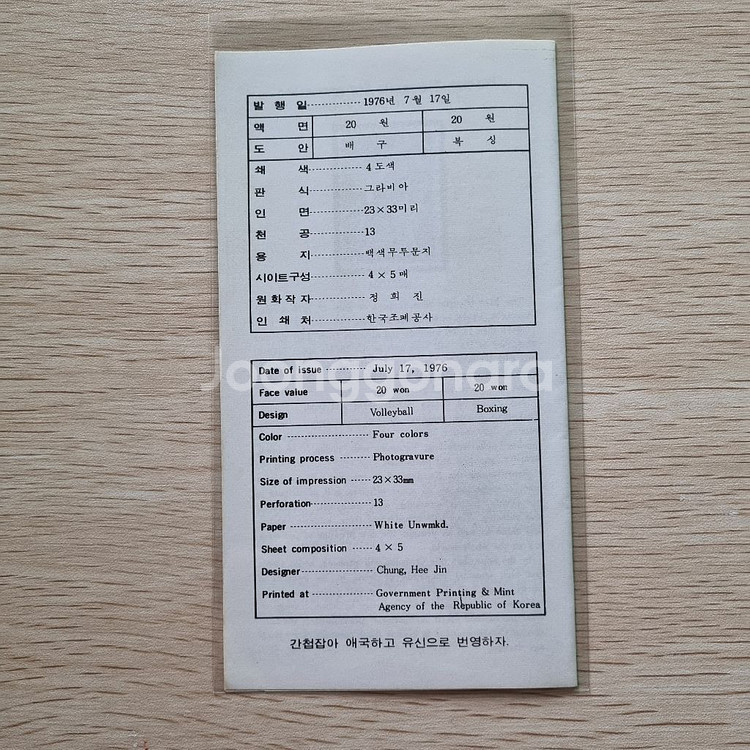 발 행 일 1976년 7월 17일
액 면 20 원 20 원
도 안 배 구 복 싱
쇄 색 4도색
판 식 그라비아
인 면 23×33미리
천 공 13
용 지 백색무투문지
시이트구성 4×5매
원화작자 정 희 진
인 쇄 처 한국조폐공사
Joonggonara
Date of issue July 17, 1976
Face value 20 won 20 won
Design Volleyball Boxing
Color Four colors
Printing process Photogravure
Size of impression 23×33mm
Perforation 13
Paper White Unwmkd.
Sheet composition 4 × 5
Designer Chung, Hee Jin
Printed at Government Printing & Mint
Agency of the Republic of Korea
간첩잡아 애국하고 유신으로 번영하자.